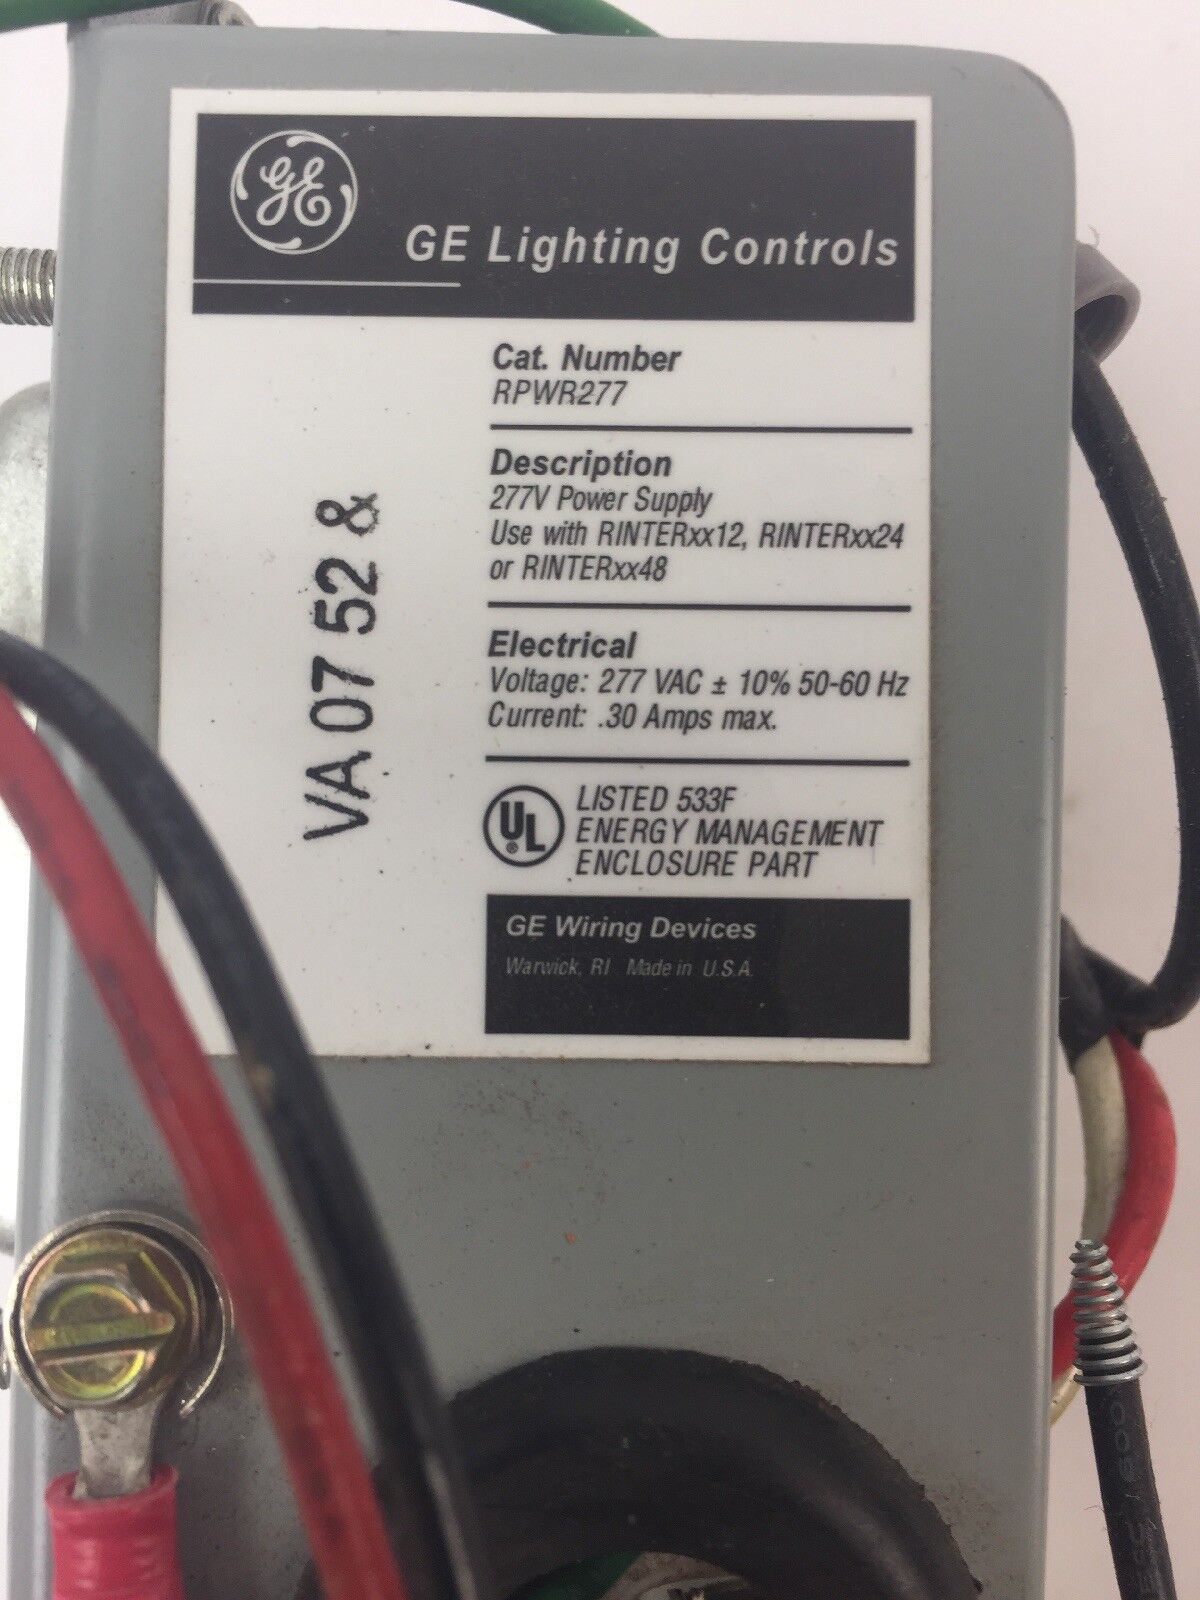 GE
GE Lighting Controls
Cat. Number
RPWR277
Description
277V Power Supply
Use with RINTERxx12, RINTERxx24
or RINTERxx48
Electrical
Voltage: 277 VAC ± 10% 50-60 Hz
Current: .30 Amps max.
UL ®
LISTED 533F
ENERGY MANAGEMENT
ENCLOSURE PART
GE Wiring Devices
Warwick, RI Made in U.S.A.
VA 07 52 &